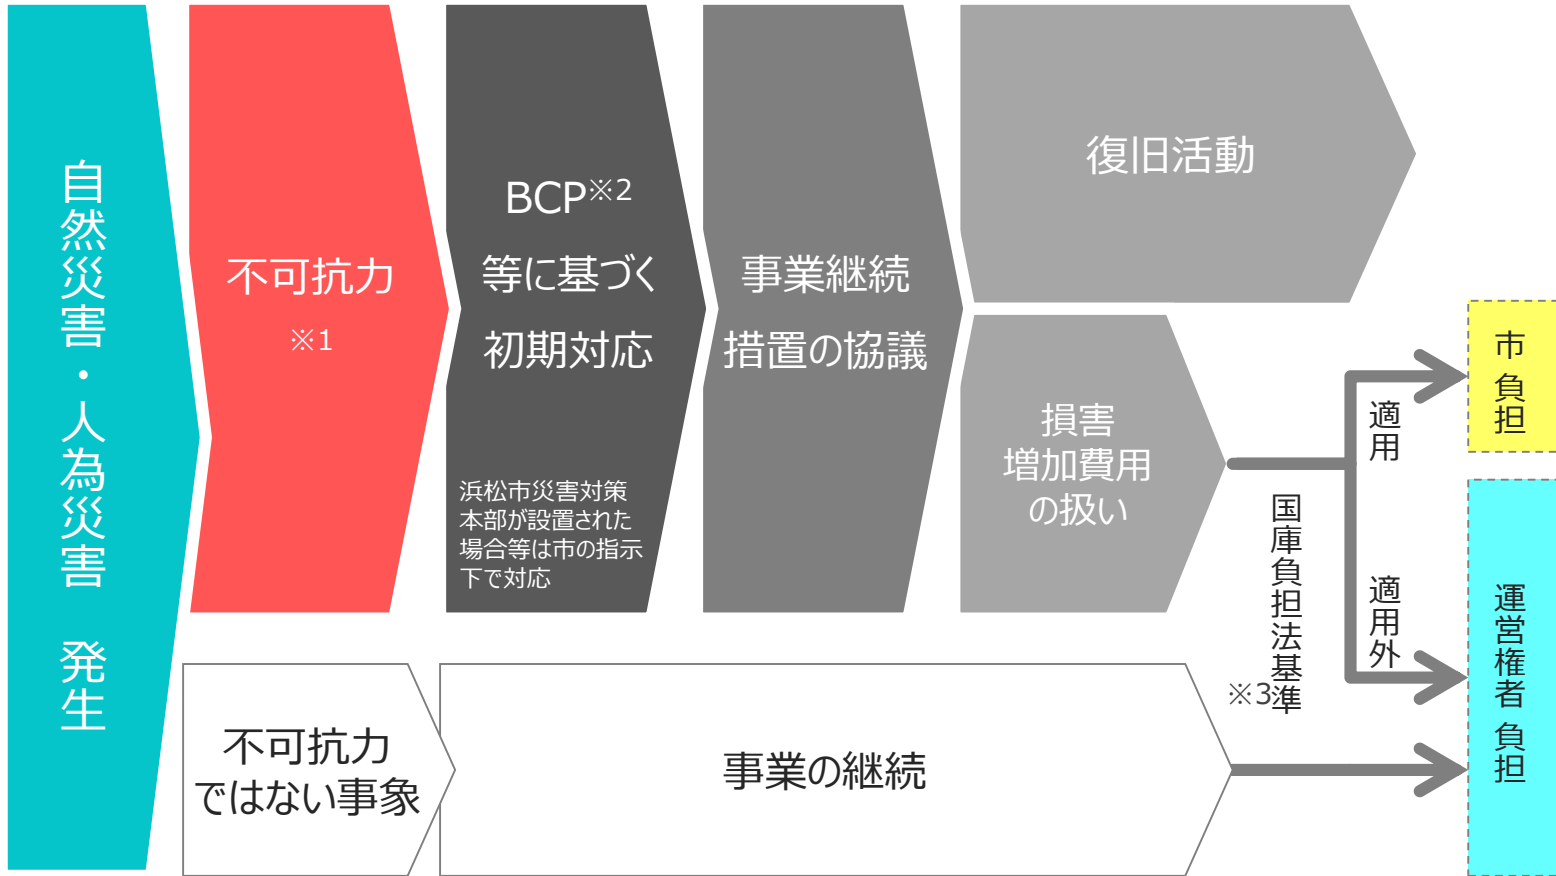 自然災害・人為災害　発生
不可抗力
※1
BCP※2
等に基づく
初期対応
浜松市災害対策
本部が設置された
場合等は市の指示
下で対応
事業継続
措置の協議
復旧活動
損害
増加費用
の扱い
国庫負担法基準
※3
適用
適用外
市 負担
運営権者 負担
不可抗力
ではない事象
事業の継続